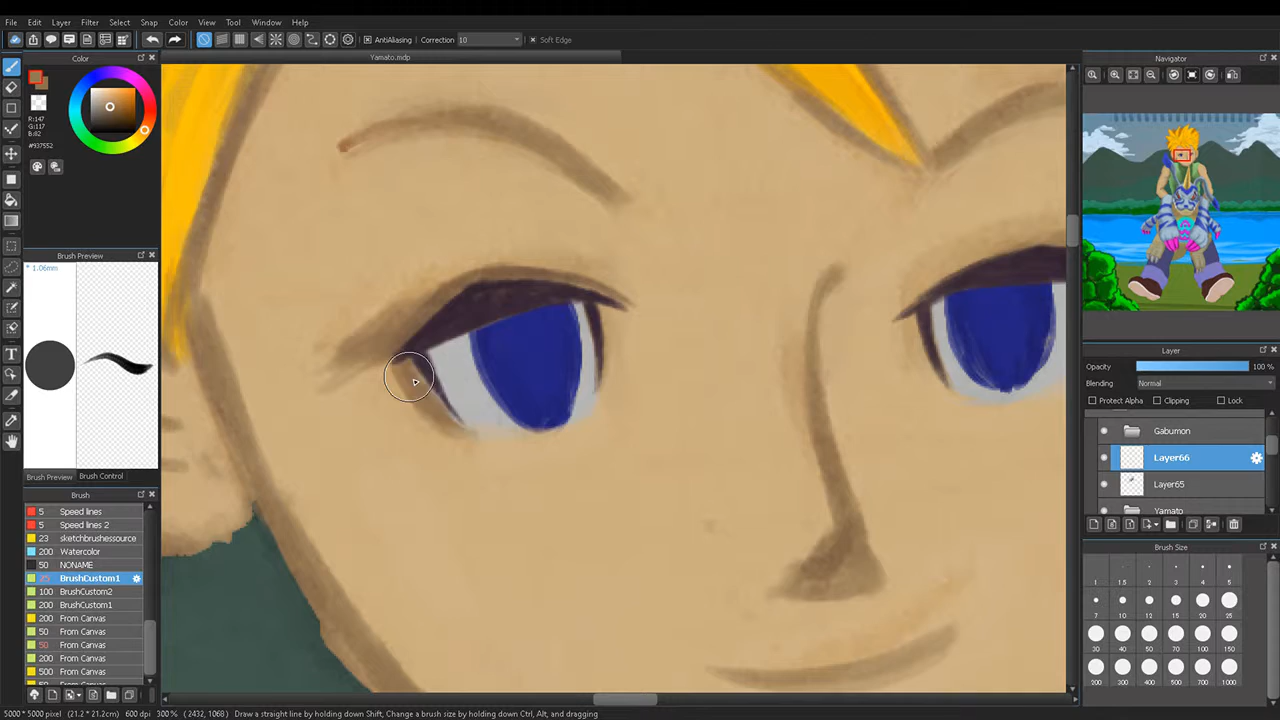 File Edit Layer Filter Select Snap Color View Tool Window Help
AntiAliasing Correction 10 Soft Edge
Color
Yamato.mdp
Navigator
R:147
G:117
B:82
#937552
Brush Preview
* 1.06mm
Brush Preview Brush Control
Brush
5 Speed lines
5 Speed lines 2
23 sketchbrushessource
200 Watercolor
50 NONAME
75 BrushCustom1
100 BrushCustom2
200 BrushCustom1
200 From Canvas
50 From Canvas
50 From Canvas
200 From Canvas
500 From Canvas
50 From Canvas
Layer
Opacity 100 %
Blending Normal
Protect Alpha Clipping Lock
Gabumon
Layer66
Layer65
Yamato
Brush Size
1 1.5 2 3 4 5
7 10 12 15 20 25
30 40 50 70 100 150
200 300 400 500 700 1000
5000 * 5000 pixel (21.2 * 21.2cm) 600 dpi 300 % (2432, 1068) Draw a straight line by holding down Shift, Change a brush size by holding down Ctrl, Alt, and dragging